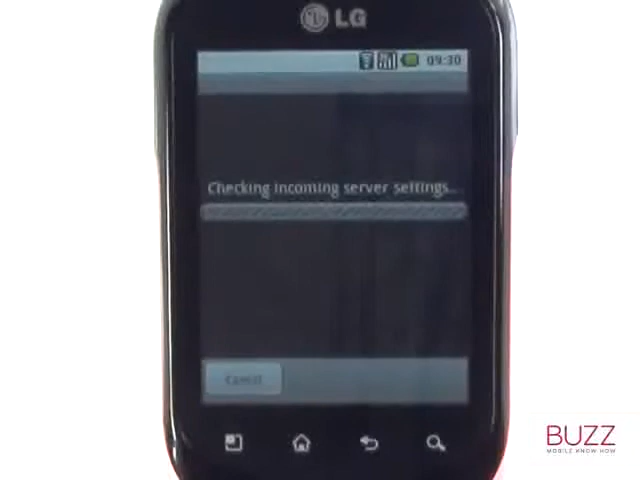 LG
09:30
Checking incoming server settings...
Cancel
BUZZ
MOBILE KNOW HOW